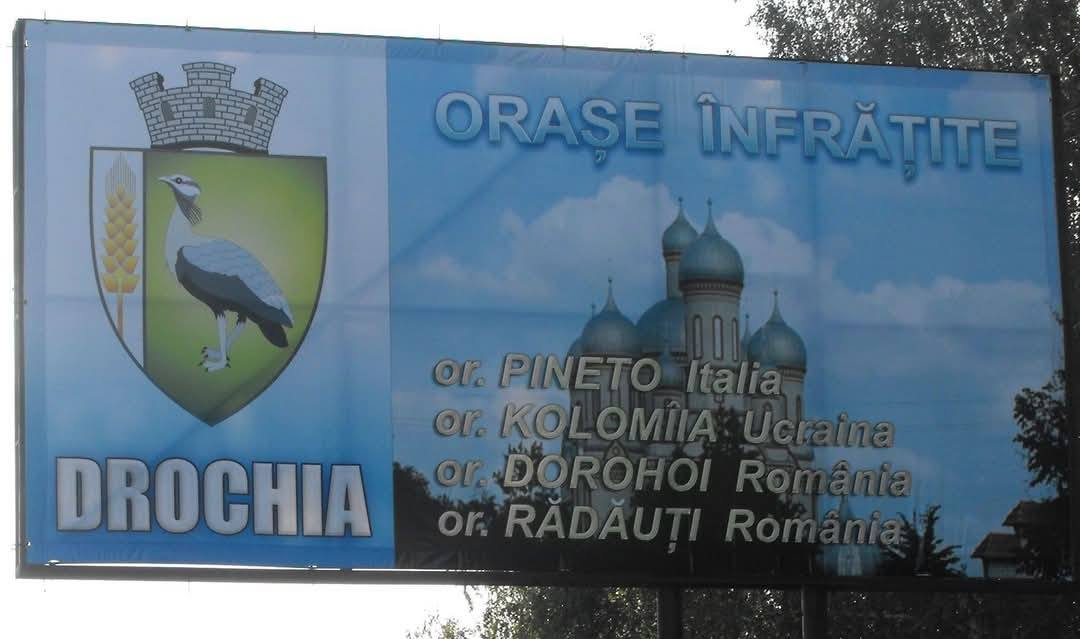 ORAȘE ÎNFRĂȚITE
or. PINETO Italia
or. KOLOMÎIA Ucraina
or. DOROHOI România
or. RĂDĂUȚI România
DROCHIA